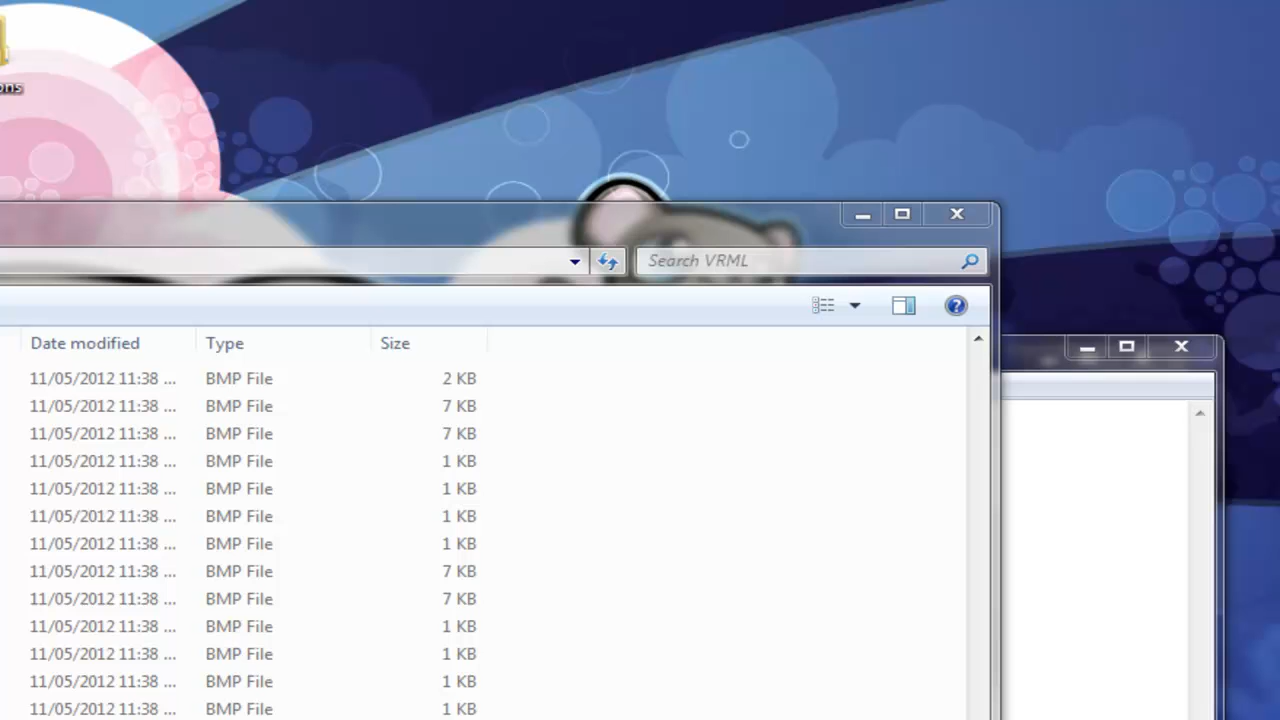 ons
Search VRML
Date modified Type Size
11/05/2012 11:38 ... BMP File 2 KB
11/05/2012 11:38 ... BMP File 7 KB
11/05/2012 11:38 ... BMP File 7 KB
11/05/2012 11:38 ... BMP File 1 KB
11/05/2012 11:38 ... BMP File 1 KB
11/05/2012 11:38 ... BMP File 1 KB
11/05/2012 11:38 ... BMP File 1 KB
11/05/2012 11:38 ... BMP File 7 KB
11/05/2012 11:38 ... BMP File 7 KB
11/05/2012 11:38 ... BMP File 1 KB
11/05/2012 11:38 ... BMP File 1 KB
11/05/2012 11:38 ... BMP File 1 KB
11/05/2012 11:38 ... BMP File 1 KB